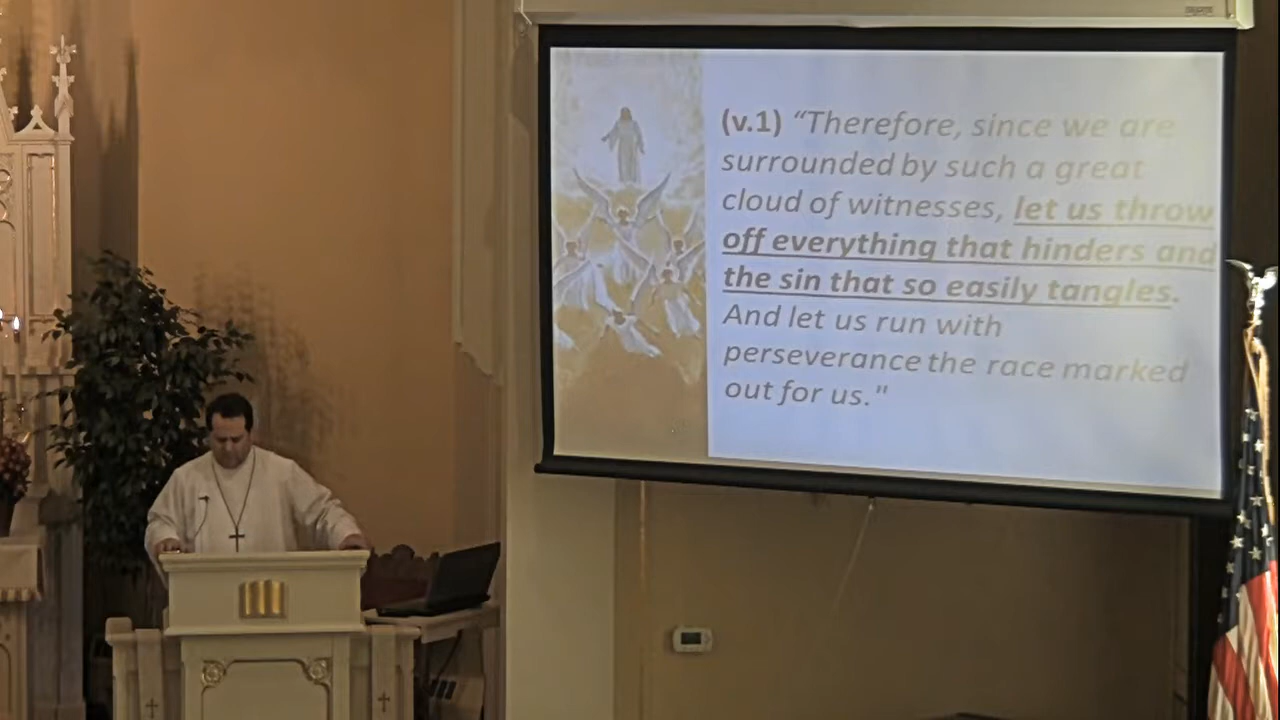 (v.1) “Therefore, since we are
surrounded by such a great
cloud of witnesses, let us throw
off everything that hinders and
the sin that so easily tangles.
And let us run with
perseverance the race marked
out for us."